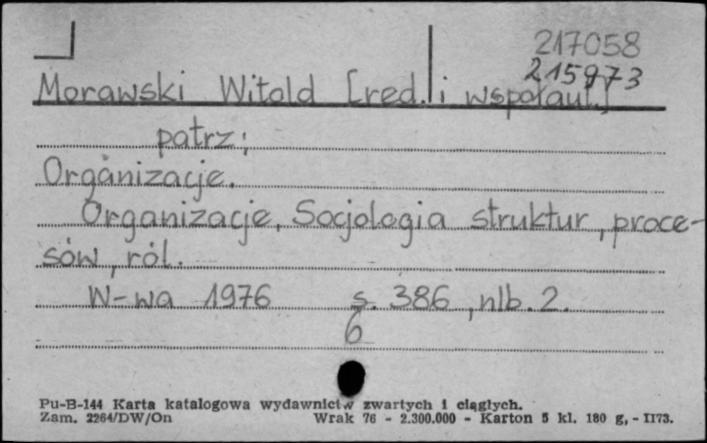 217058
215973
Morawski Witold [red. i współaut.]
patrz:
Organizacje.
Organizacje. Socjologia struktur, proce-
sów, ról.
W-wa 1976 s. 386, nlb. 2.
6
Pu-B-144 Karta katalogowa wydawnictw zwartych i ciągłych.
Zam. 2264/DW/On Wrak 76 - 2.300.000 - Karton 5 kl. 180 g, - II73.